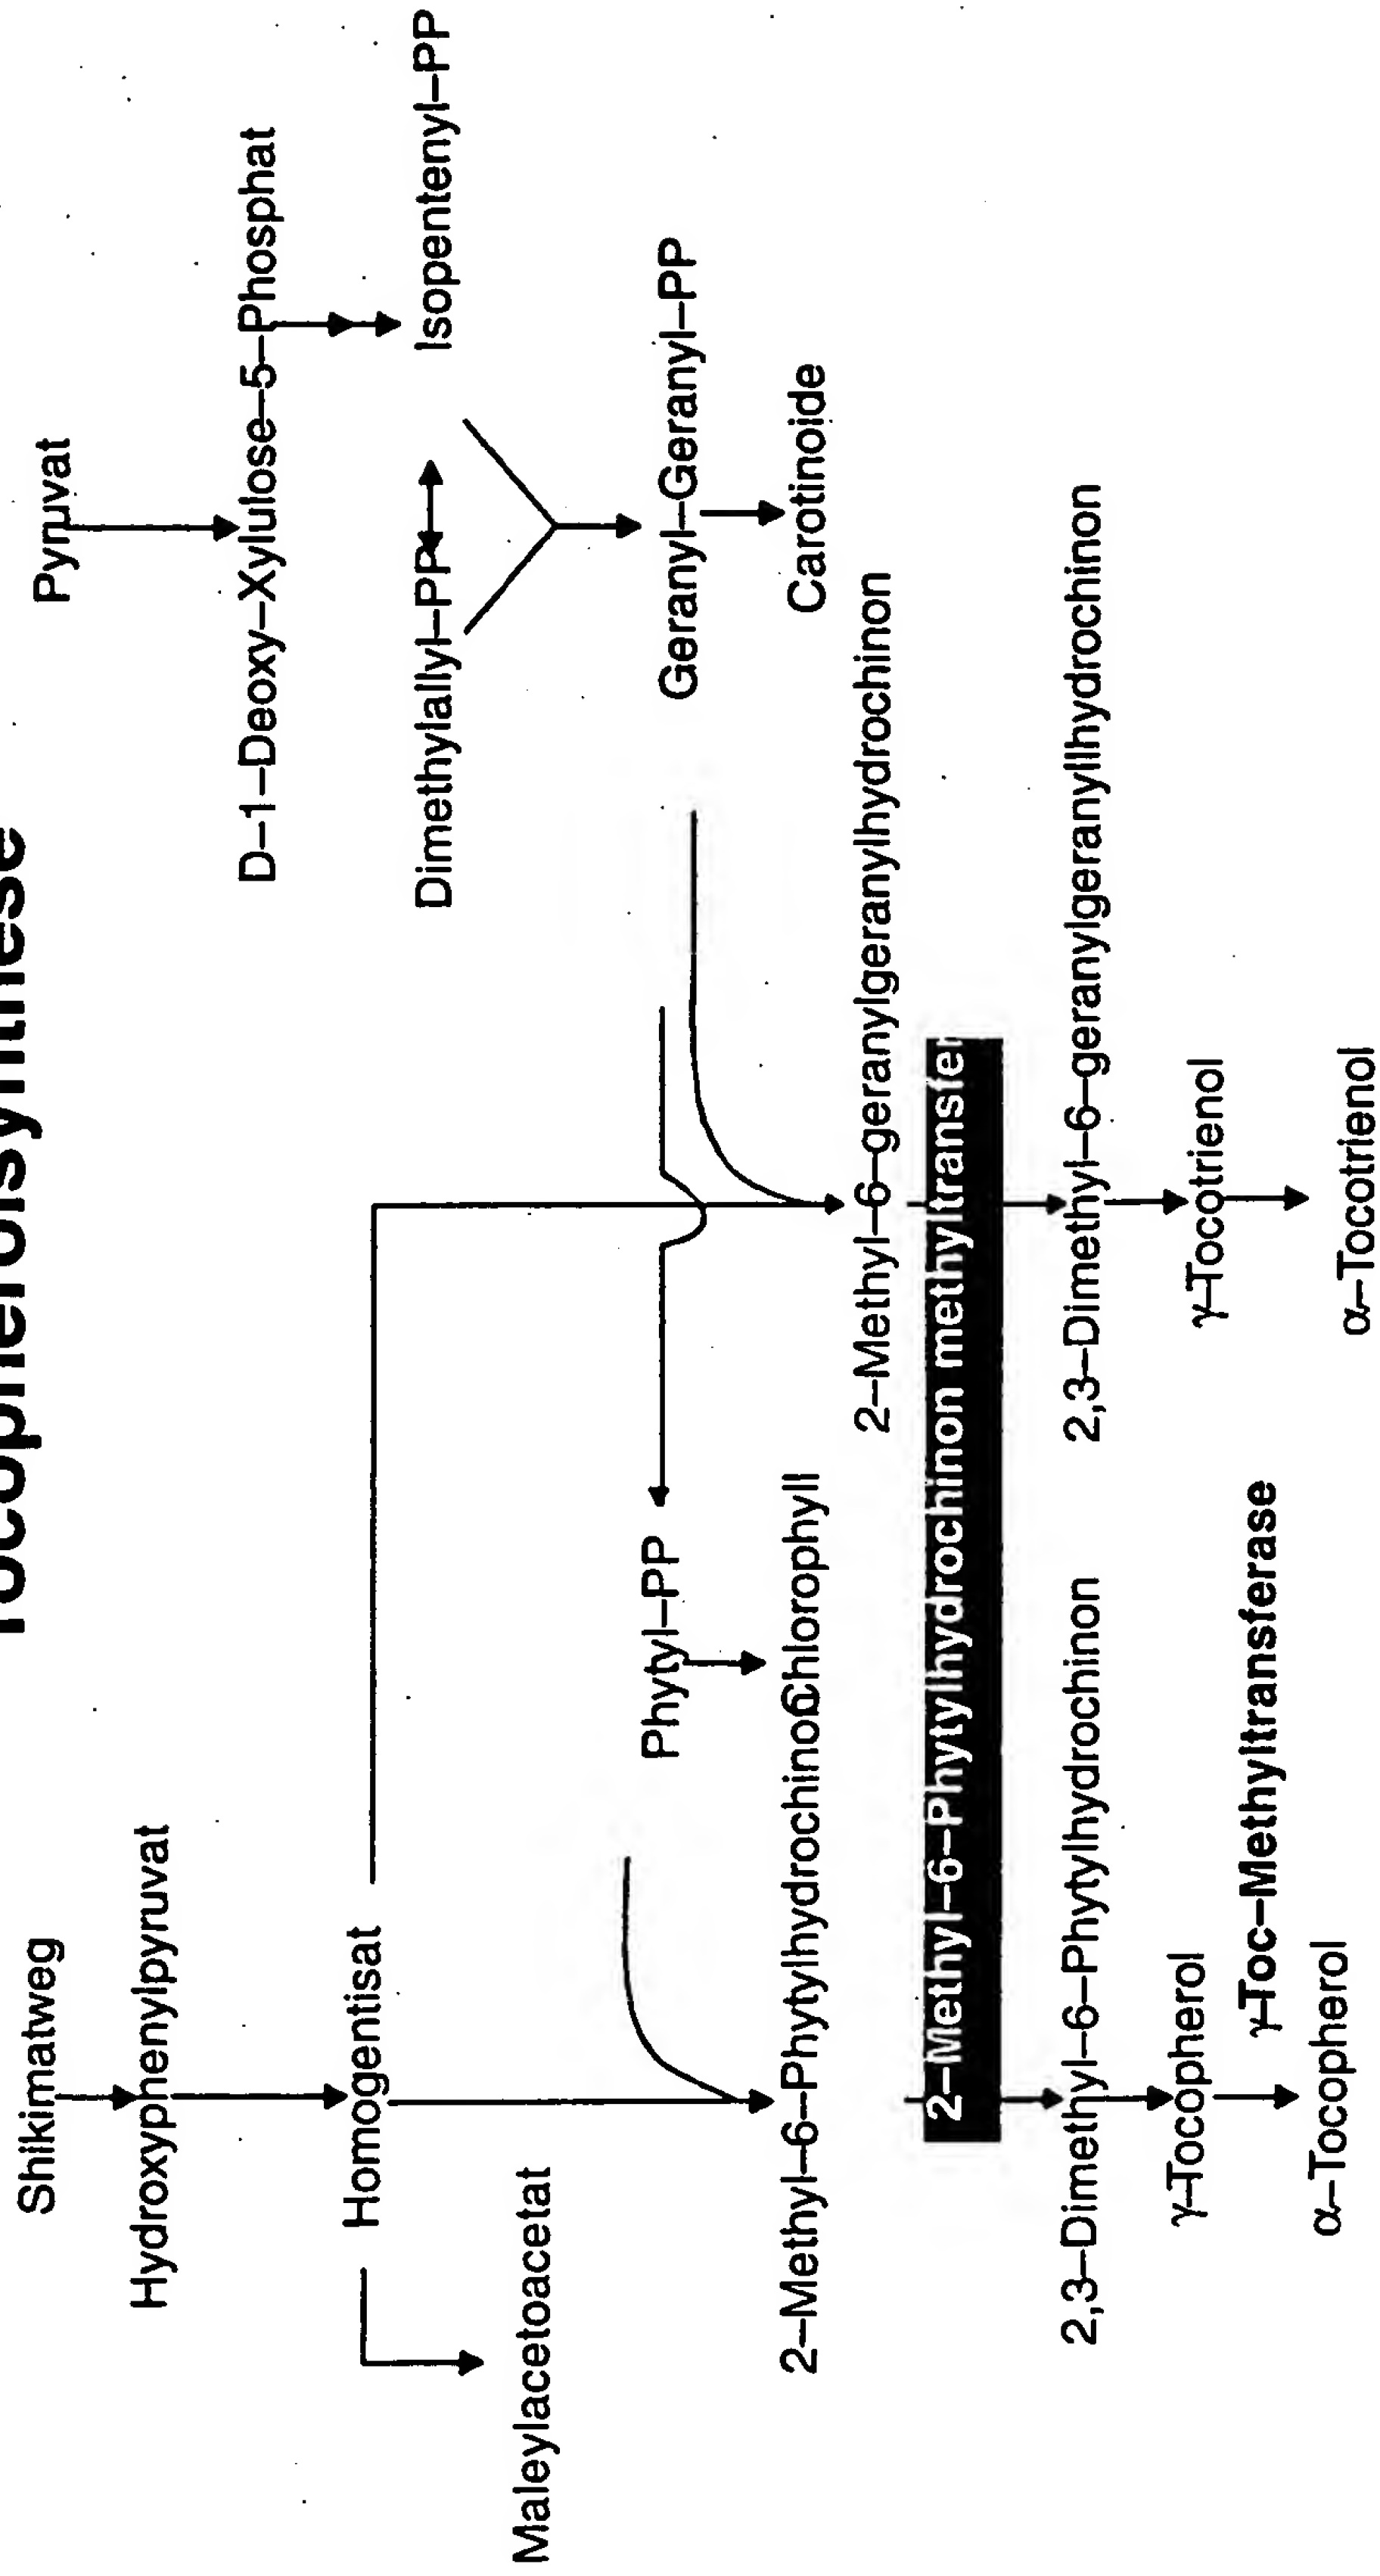 Tocopherolsynthese
Shikimatweg
Pyruvat
Hydroxyphenylpyruvat
D-1-Deoxy-Xylulose-5-Phosphat
Homogentisat
Dimethylallyl-PP
Isopentenyl-PP
Maleylacetoacetat
Phytyl-PP
Geranyl-Geranyl-PP
2-Methyl-6-Phytylhydrochinon
Chlorophyll
Carotinoide
2-Methyl-6-geranylgeranylhydrochinon
2-Methyl-6-Phytylhydrochinon methyltransfer
2,3-Dimethyl-6-Phytylhydrochinon
2,3-Dimethyl-6-geranylgeranyllhydrochinon
γ-Tocopherol
γ-Tocotrienol
γ-Toc-Methyltransferase
α-Tocopherol
α-Tocotrienol